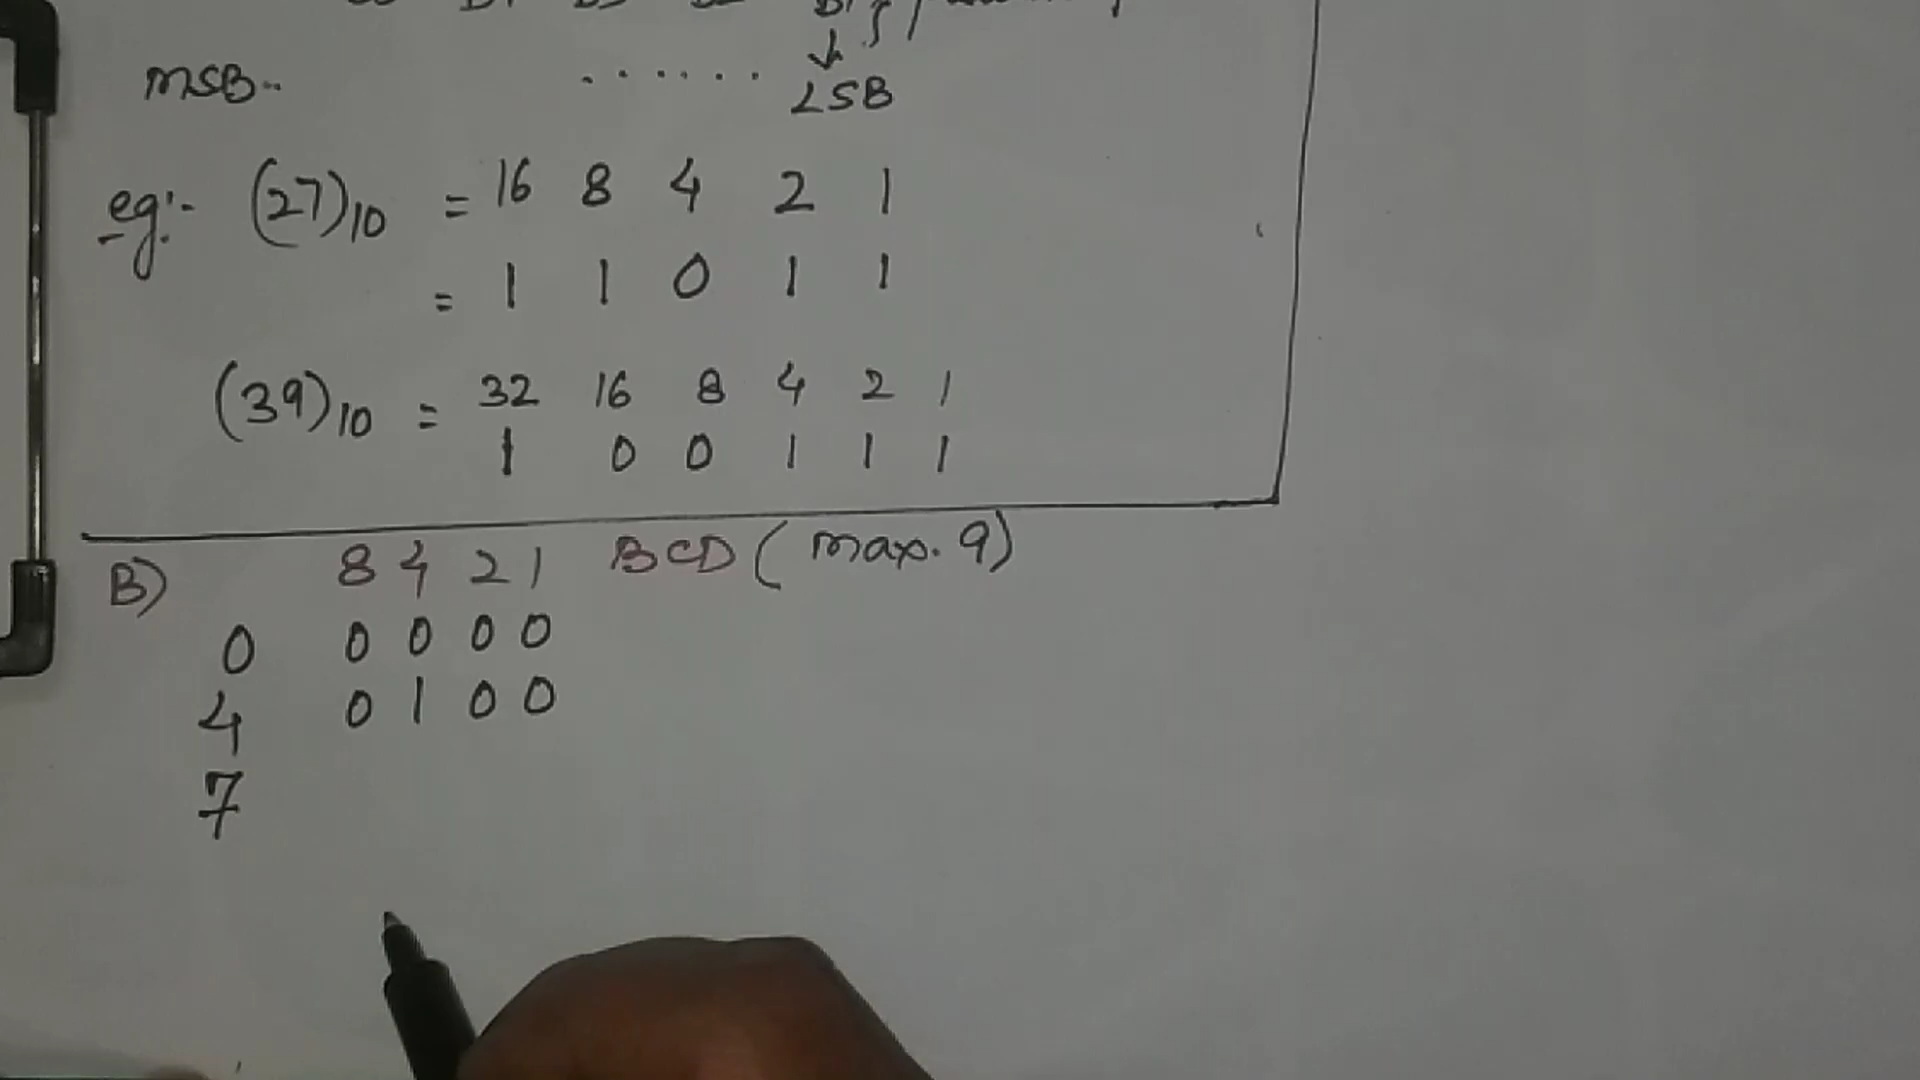 MSB.. ...... LSB
eg:- (27)10 = 16 8 4 2 1
= 1 1 0 1 1
(39)10 = 32 16 8 4 2 1
1 0 0 1 1 1
B) 8 4 2 1 BCD (max. 9)
0 0 0 0 0
4 0 1 0 0
7